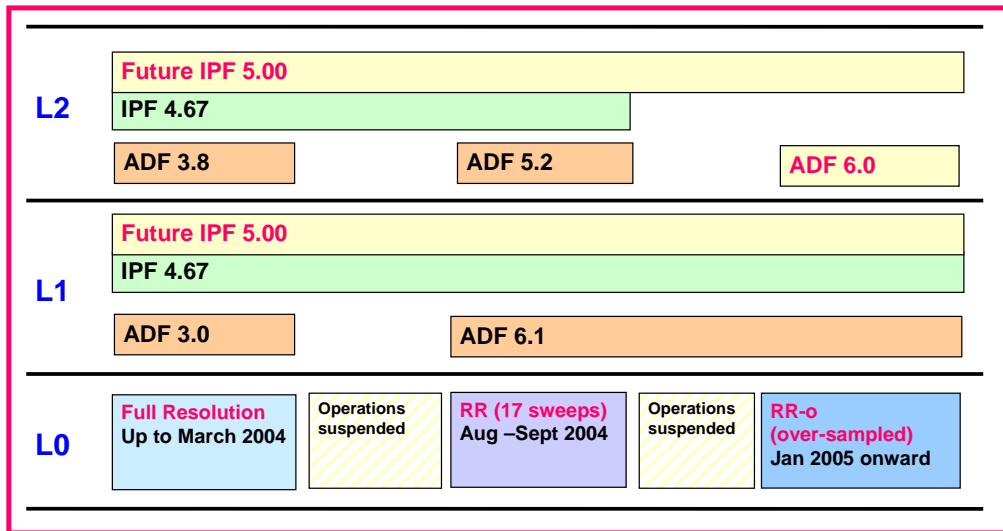 L2
Future IPF 5.00
IPF 4.67
ADF 3.8
ADF 5.2
ADF 6.0
L1
Future IPF 5.00
IPF 4.67
ADF 3.0
ADF 6.1
L0
Full Resolution
Up to March 2004
Operations
suspended
RR (17 sweeps)
Aug –Sept 2004
Operations
suspended
RR-o
(over-sampled)
Jan 2005 onward